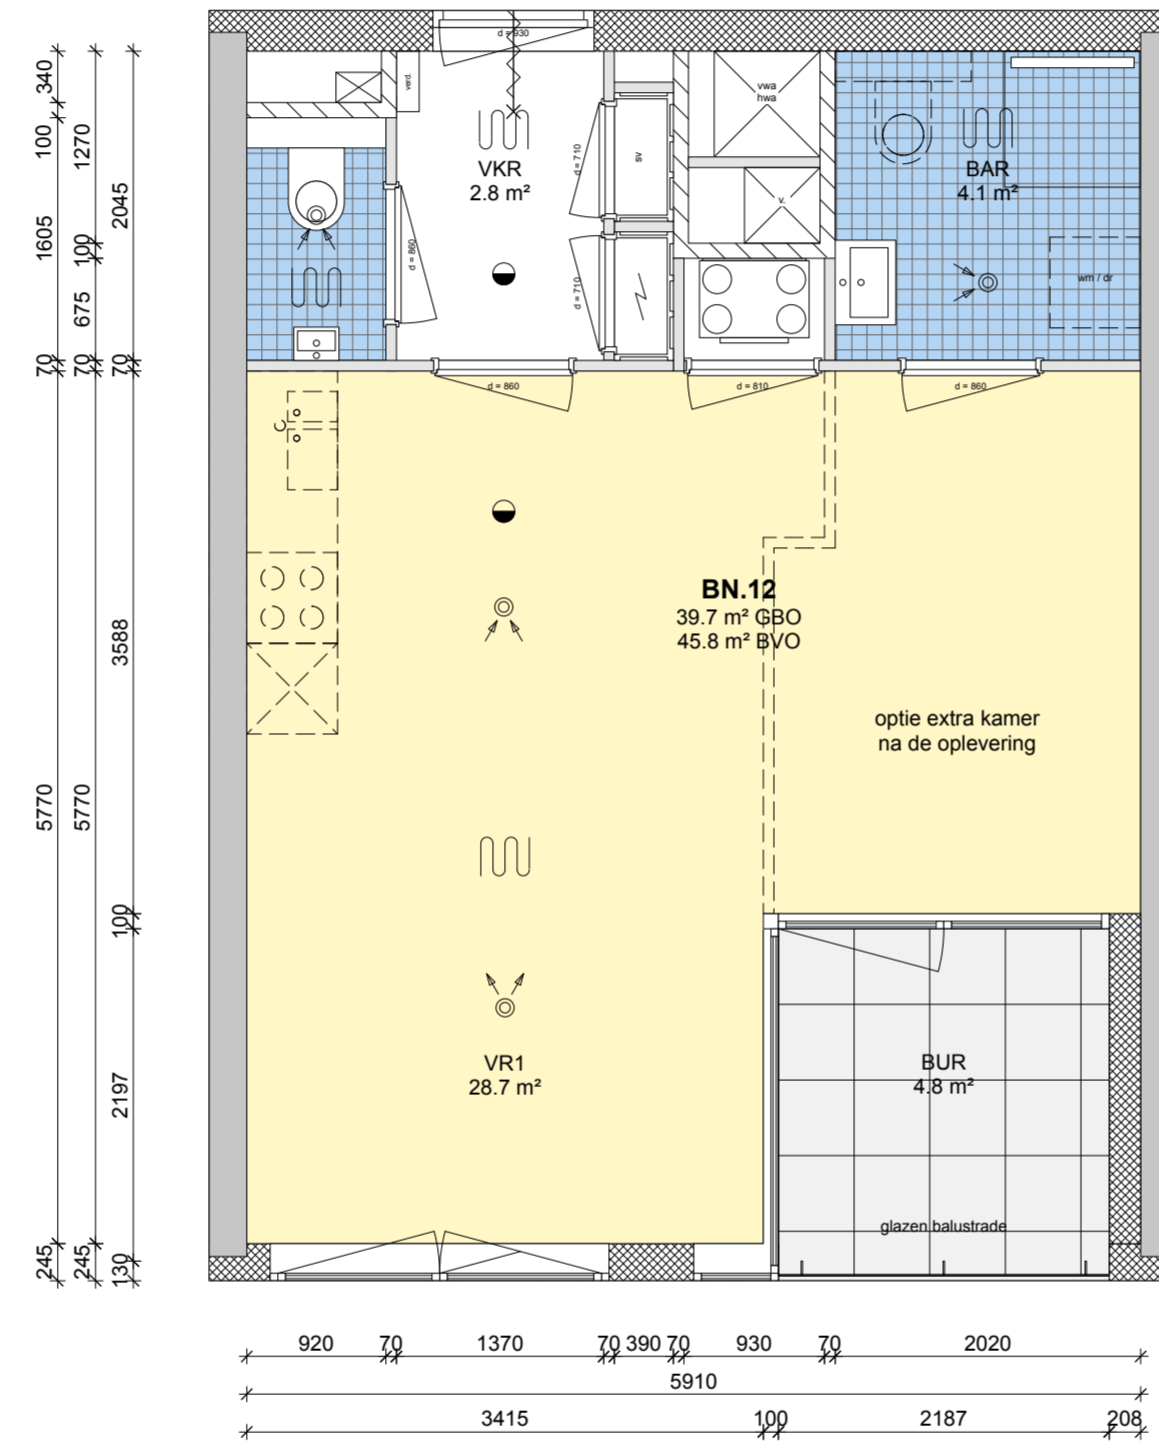 d = 930
verd.
vwa
hwa
VKR
2.8 m²
d = 710
sv
BAR
4.1 m²
v.
d = 860
d = 710
wm / dr
d = 860
d = 810
d = 860
BN.12
39.7 m² GBO
45.8 m² BVO
optie extra kamer
na de oplevering
VR1
28.7 m²
BUR
4.8 m²
glazen balustrade
340
100
1605
70
5770
245
1270
100
675
70
5770
245
2045
70
3588
100
2197
130
920 70 1370 70 390 70 930 70 2020
5910
3415 100 2187 208